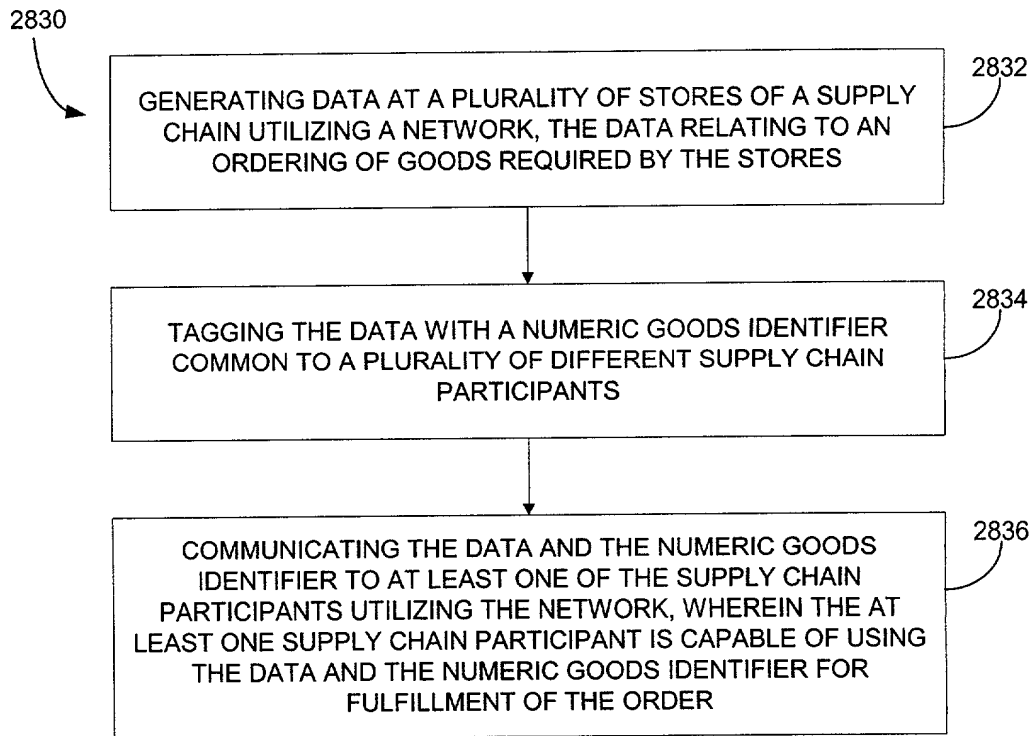 2830
2832
GENERATING DATA AT A PLURALITY OF STORES OF A SUPPLY
CHAIN UTILIZING A NETWORK, THE DATA RELATING TO AN
ORDERING OF GOODS REQUIRED BY THE STORES
2834
TAGGING THE DATA WITH A NUMERIC GOODS IDENTIFIER
COMMON TO A PLURALITY OF DIFFERENT SUPPLY CHAIN
PARTICIPANTS
2836
COMMUNICATING THE DATA AND THE NUMERIC GOODS
IDENTIFIER TO AT LEAST ONE OF THE SUPPLY CHAIN
PARTICIPANTS UTILIZING THE NETWORK, WHEREIN THE AT
LEAST ONE SUPPLY CHAIN PARTICIPANT IS CAPABLE OF USING
THE DATA AND THE NUMERIC GOODS IDENTIFIER FOR
FULFILLMENT OF THE ORDER